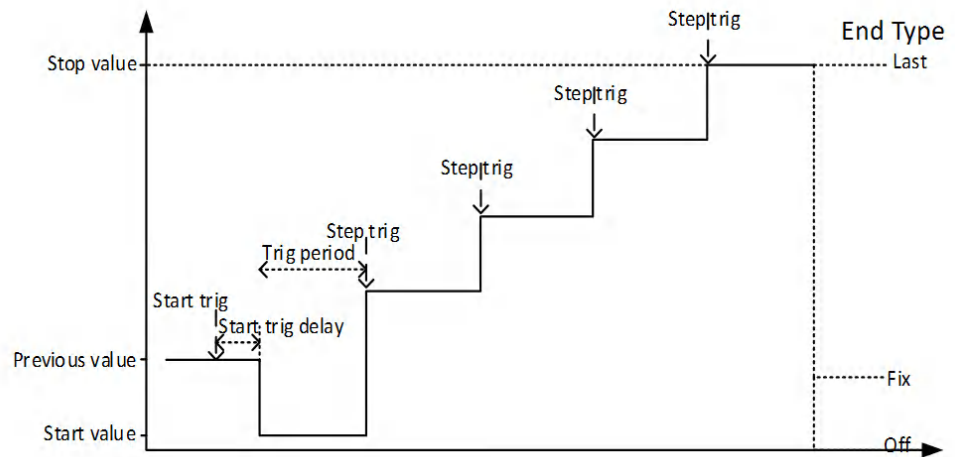 Step trig
End Type
Stop value
Last
Step trig
Step trig
Step trig
Trig period
Start trig
Start trig delay
Previous value
Fix
Start value
Off